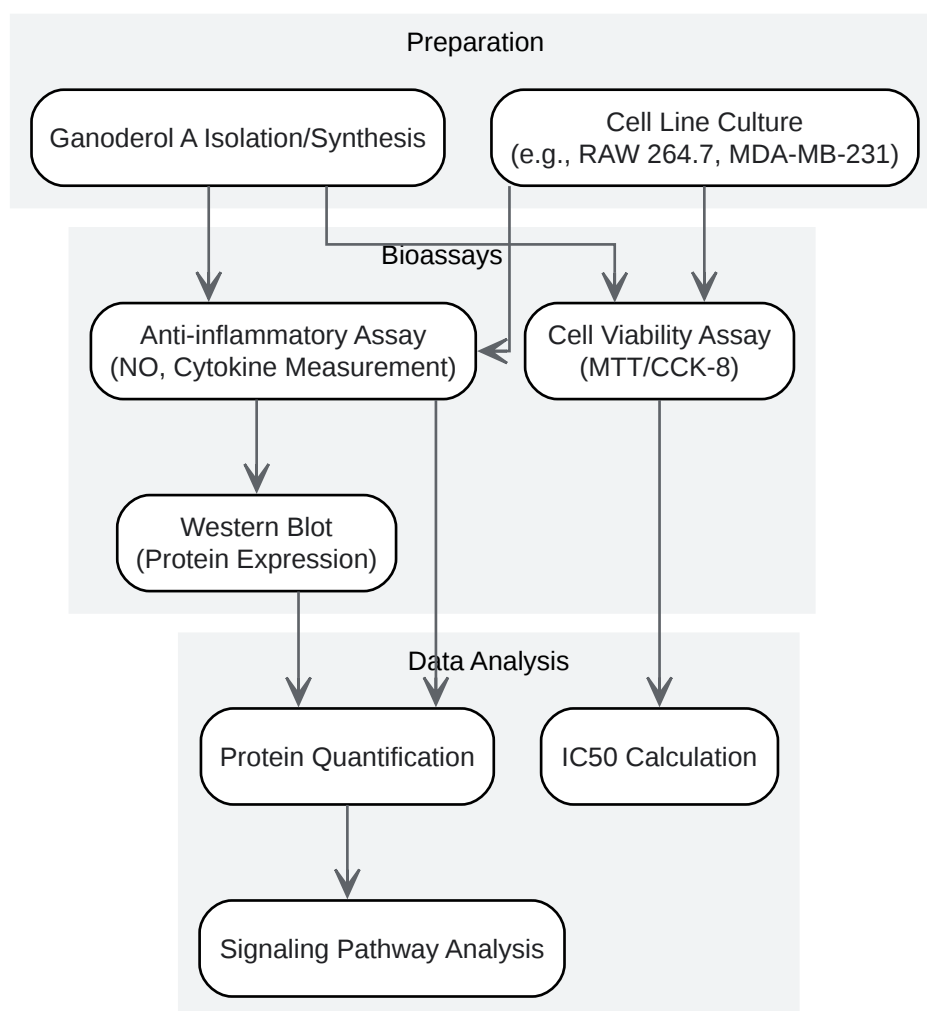 Preparation
Ganoderol A Isolation/Synthesis
Cell Line Culture
(e.g., RAW 264.7, MDA-MB-231)
Bioassays
Anti-inflammatory Assay
(NO, Cytokine Measurement)
Cell Viability Assay
(MTT/CCK-8)
Western Blot
(Protein Expression)
Data Analysis
Protein Quantification
IC50 Calculation
Signaling Pathway Analysis